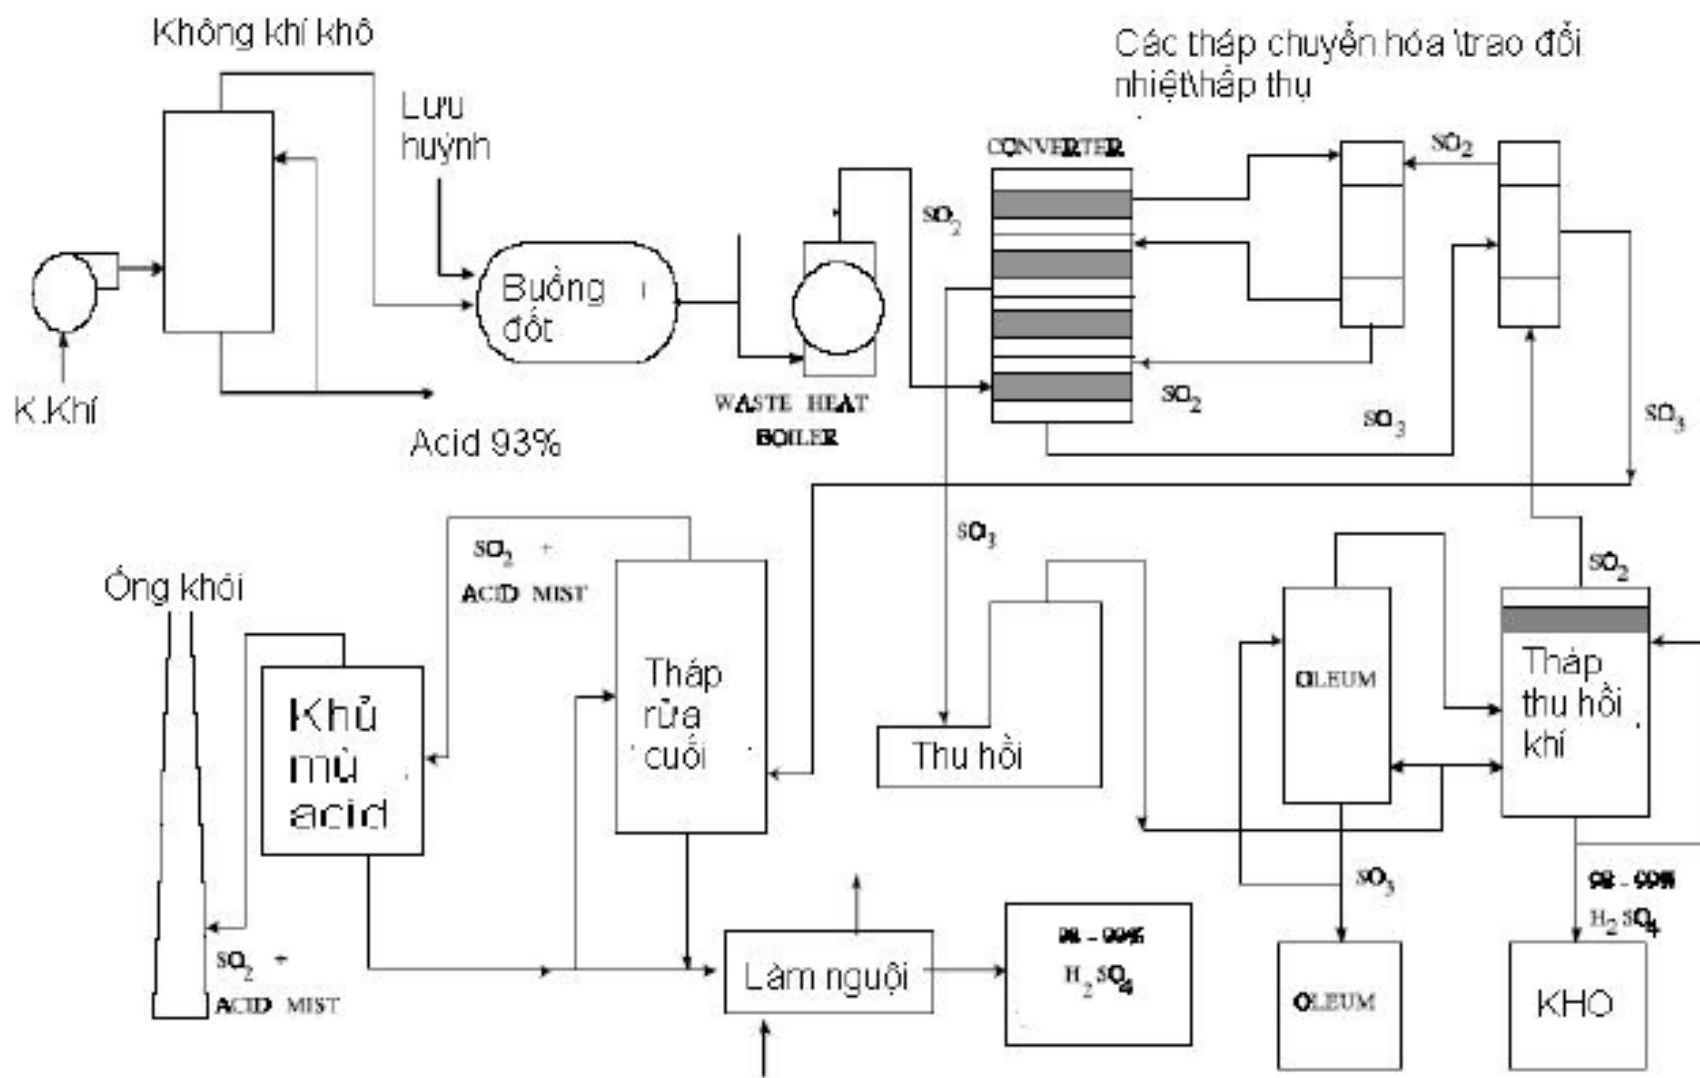 Không khí khô
Các tháp chuyển hóa \trao đổi
nhiệt\hấp thụ
Lưu
huỳnh
CONVERTER
SO2
SO2
Buồng
đốt
K.Khí
WASTE HEAT
BOILER
SO2
SO3
SO3
Acid 93%
SO2 +
ACID MIST
SO3
SO2
Ống khói
Khủ
mù
acid
Tháp
rửa
cuối
Thu hồi
OLEUM
Tháp
thu hồi
khí
SO3
98 - 99%
H2SO4
SO2 +
ACID MIST
Làm nguội
98 - 99%
H2SO4
OLEUM
KHO